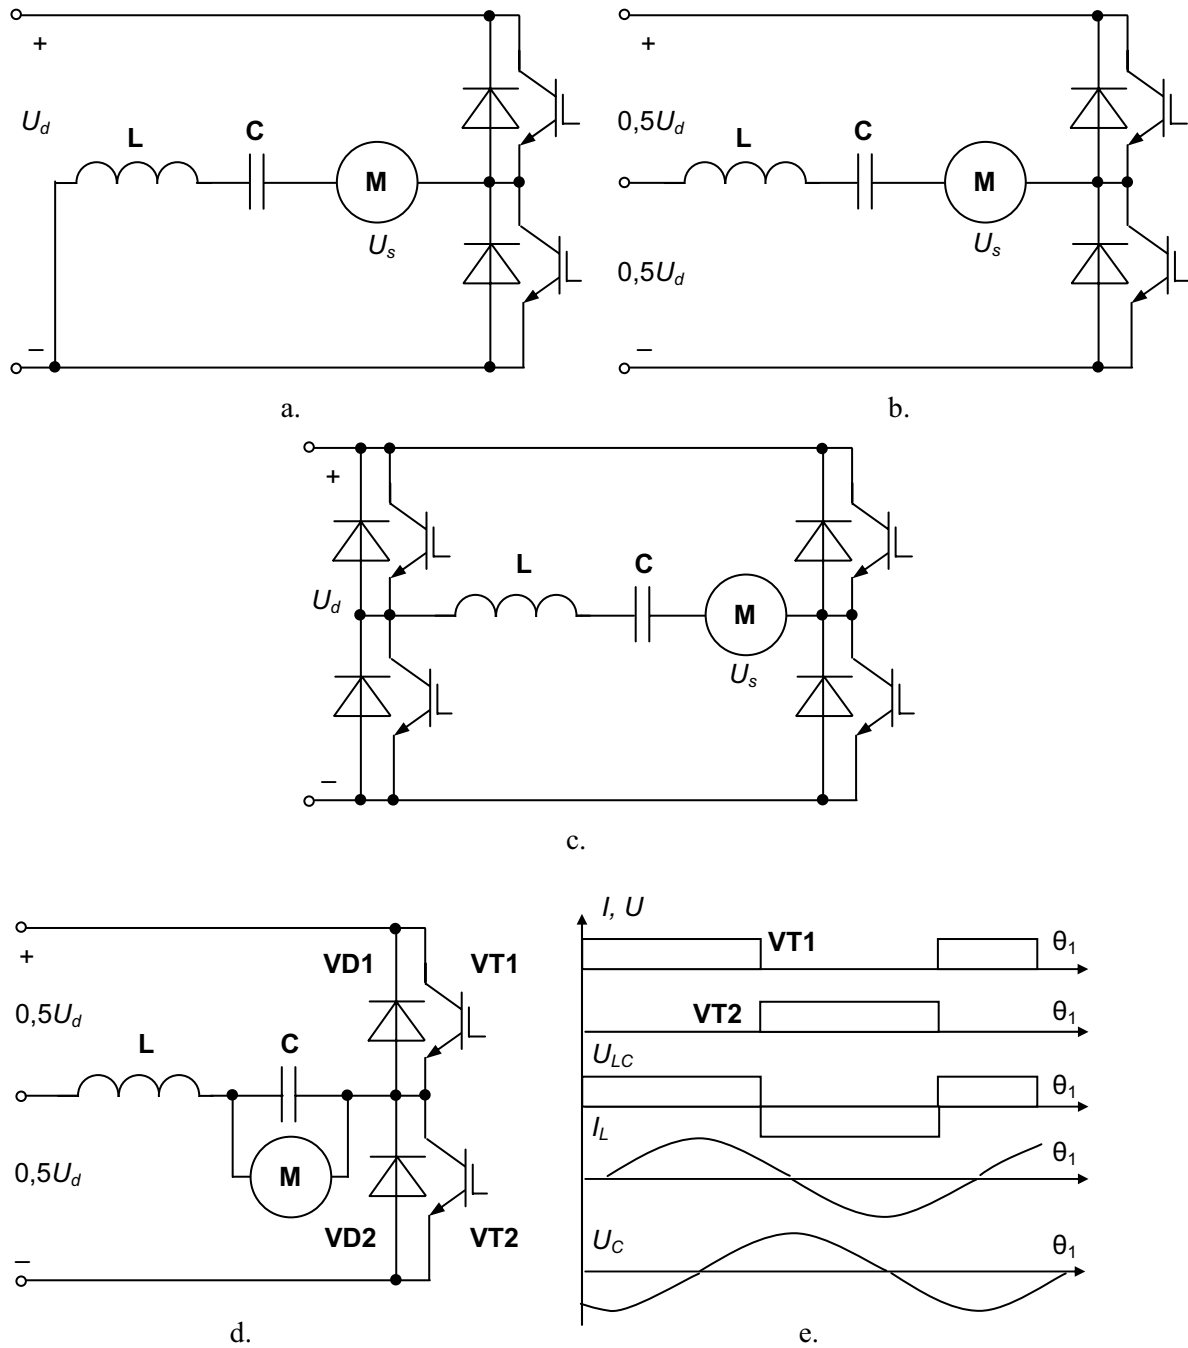 + +
U_d 0,5U_d
L C L C
M M
U_s U_s
0,5U_d
– –
a. b.
+
L C
U_d M
U_s
–
c.
I, U
+ VD1 VT1 VT1 θ₁
0,5U_d VT2 θ₁
L C U_LC θ₁
I_L θ₁
0,5U_d M
VD2 VT2 U_C θ₁
–
d. e.